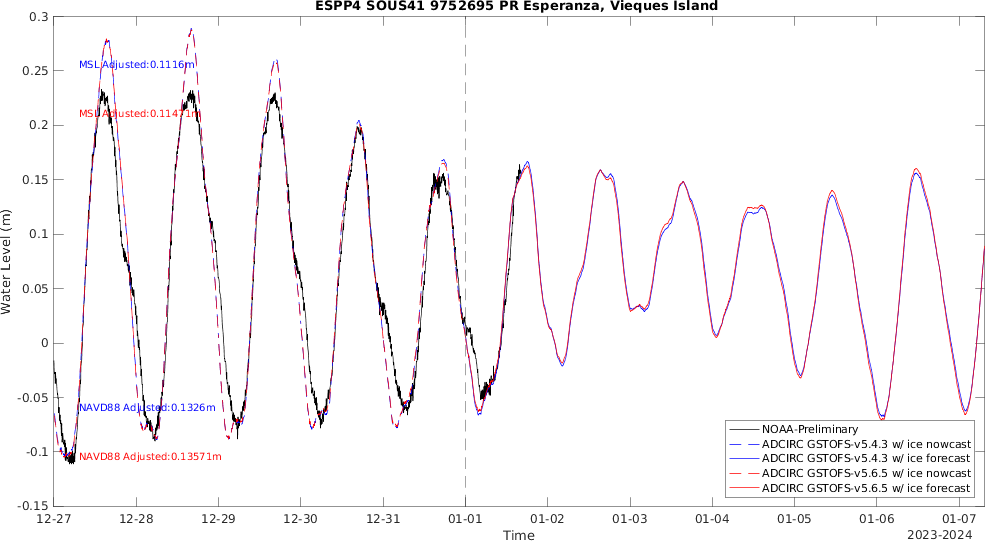 ESPP4 SOUS41 9752695 PR Esperanza, Vieques Island
0.3
0.25
0.2
0.15
0.1
0.05
0
-0.05
-0.1
-0.15
Water Level (m)
MSL Adjusted:0.1116m
MSL Adjusted:0.11471m
NAVD88 Adjusted:0.1326m
NAVD88 Adjusted:0.13571m
NOAA-Preliminary
ADCIRC GSTOFS-v5.4.3 w/ ice nowcast
ADCIRC GSTOFS-v5.4.3 w/ ice forecast
ADCIRC GSTOFS-v5.6.5 w/ ice nowcast
ADCIRC GSTOFS-v5.6.5 w/ ice forecast
12-27 12-28 12-29 12-30 12-31 01-01 01-02 01-03 01-04 01-05 01-06 01-07
Time
2023-2024